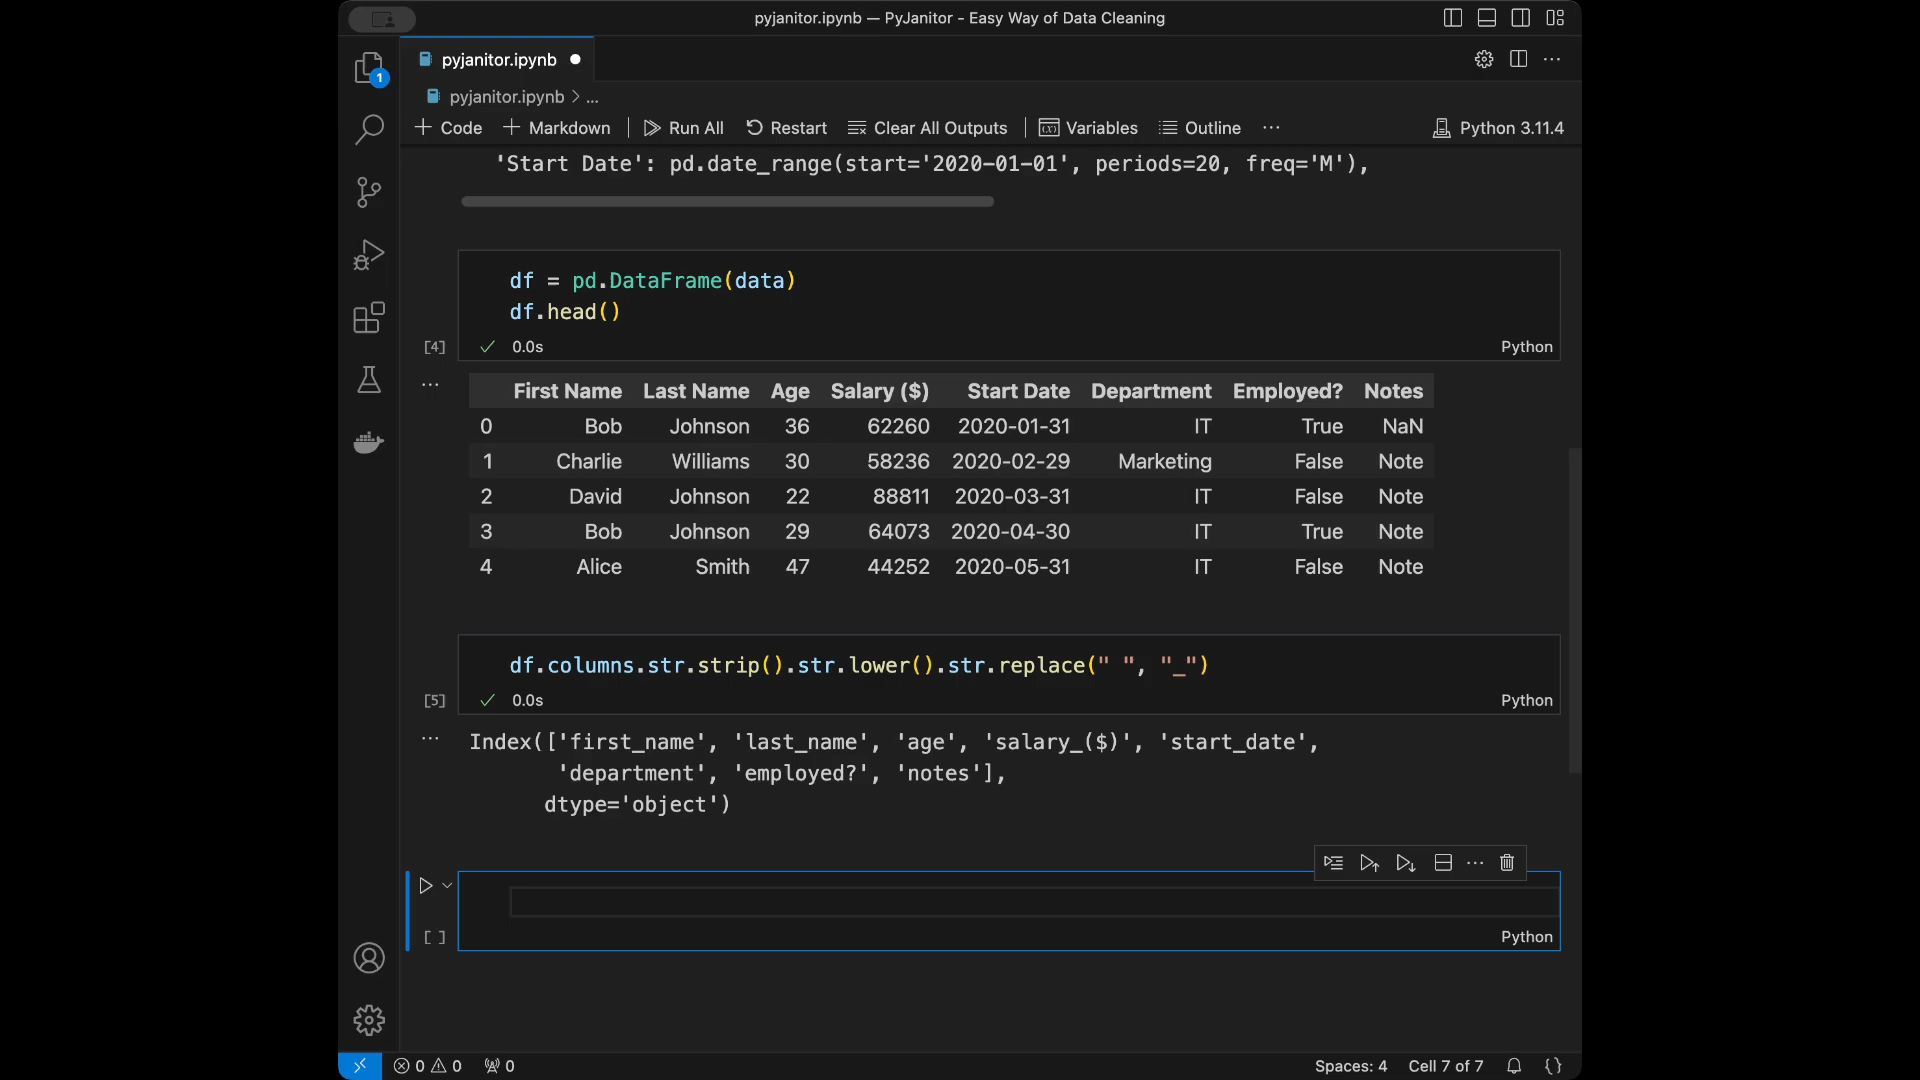 pyjanitor.ipynb — PyJanitor - Easy Way of Data Cleaning
1
pyjanitor.ipynb
pyjanitor.ipynb > ...
Code Markdown Run All Restart Clear All Outputs Variables Outline ... Python 3.11.4
'Start Date': pd.date_range(start='2020-01-01', periods=20, freq='M'),
df = pd.DataFrame(data)
df.head()
[4] 0.0s Python
First Name Last Name Age Salary ($) Start Date Department Employed? Notes
0 Bob Johnson 36 62260 2020-01-31 IT True NaN
1 Charlie Williams 30 58236 2020-02-29 Marketing False Note
2 David Johnson 22 88811 2020-03-31 IT False Note
3 Bob Johnson 29 64073 2020-04-30 IT True Note
4 Alice Smith 47 44252 2020-05-31 IT False Note
df.columns.str.strip().str.lower().str.replace(" ", "_")
[5] 0.0s Python
Index(['first_name', 'last_name', 'age', 'salary_($)', 'start_date',
'department', 'employed?', 'notes'],
dtype='object')
[ ] Python
0 0 0 Spaces: 4 Cell 7 of 7